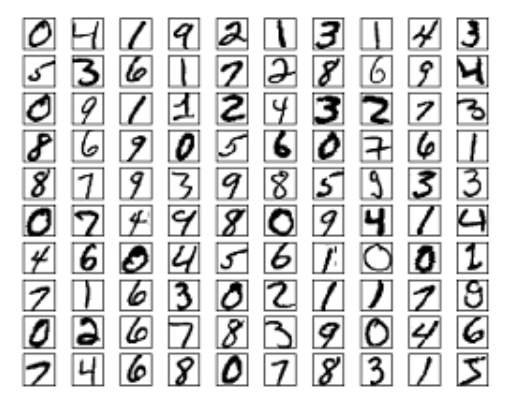 0 4 1 9 2 1 3 1 4 3
5 3 6 1 7 2 8 6 9 4
0 9 1 1 2 4 3 2 7 3
8 6 9 0 5 6 0 7 6 1
8 7 9 3 9 8 5 9 3 3
0 7 4 9 8 0 9 4 1 4
4 6 0 4 5 6 1 0 0 1
7 1 6 3 0 2 1 1 7 9
0 2 6 7 8 3 9 0 4 6
7 4 6 8 0 7 8 3 1 5